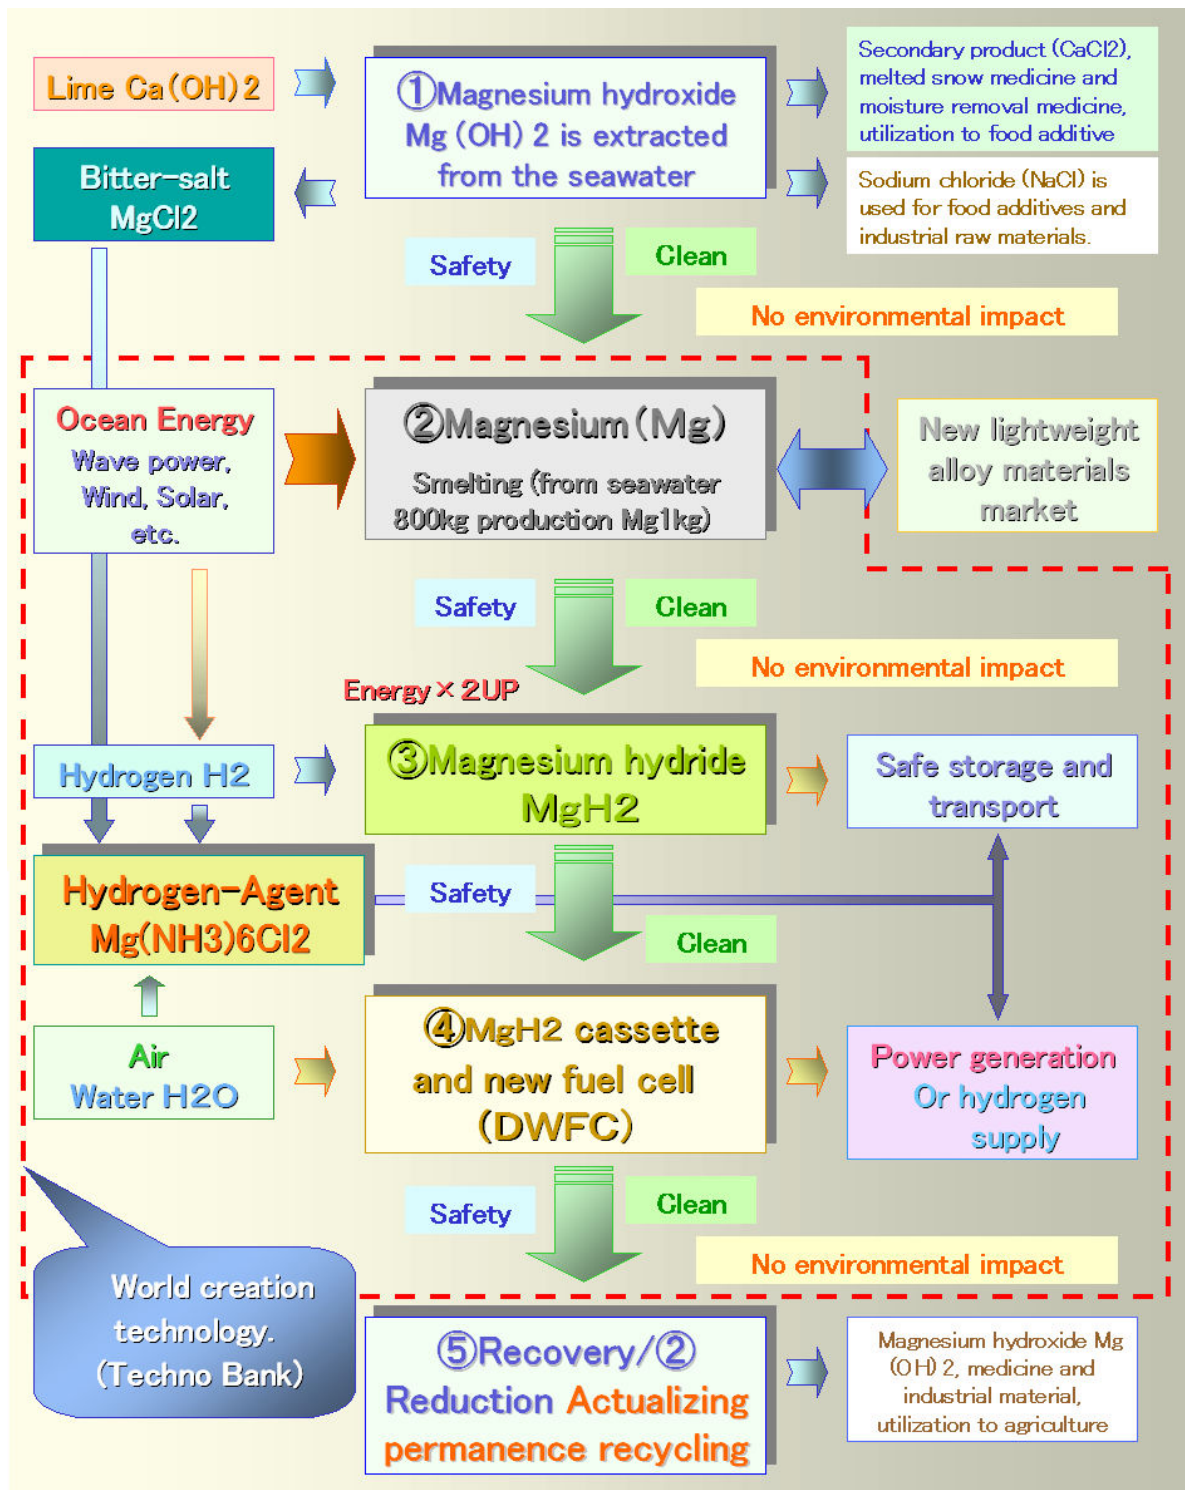 Lime Ca(OH)2
①Magnesium hydroxide
Mg (OH) 2 is extracted
from the seawater
Secondary product (CaCl2),
melted snow medicine and
moisture removal medicine,
utilization to food additive
Bitter-salt
MgCl2
Sodium chloride (NaCl) is
used for food additives and
industrial raw materials.
Safety
Clean
No environmental impact
Ocean Energy
Wave power,
Wind, Solar,
etc.
②Magnesium(Mg)
Smelting (from seawater
800kg production Mg1kg)
New lightweight
alloy materials
market
Safety
Clean
No environmental impact
Energy×2UP
Hydrogen H2
③Magnesium hydride
MgH2
Safe storage and
transport
Hydrogen-Agent
Mg(NH3)6Cl2
Safety
Clean
Air
Water H2O
④MgH2 cassette
and new fuel cell
(DWFC)
Power generation
Or hydrogen
supply
Safety
Clean
No environmental impact
World creation
technology.
(Techno Bank)
⑤Recovery/②
Reduction Actualizing
permanence recycling
Magnesium hydroxide Mg
(OH) 2, medicine and
industrial material,
utilization to agriculture